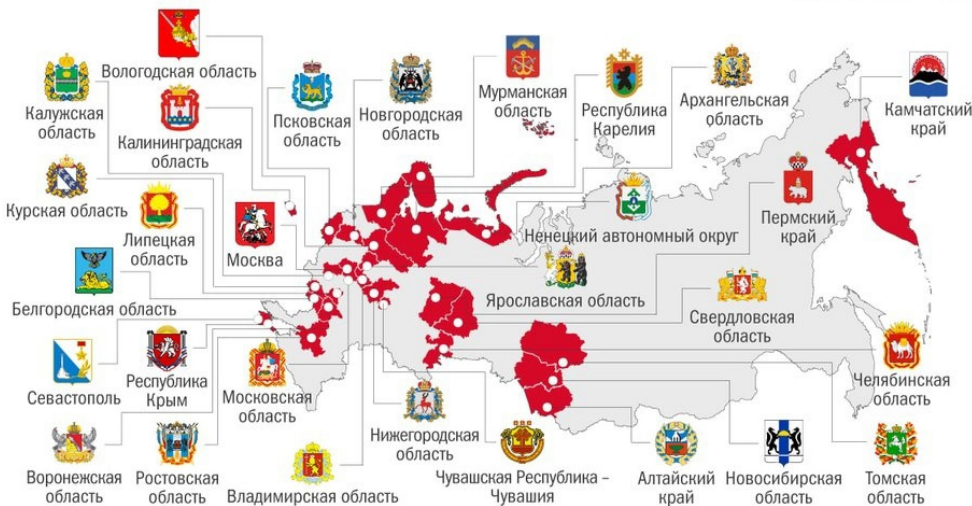 Вологодская область
Калужская
область
Калининградская
область
Псковская
область
Новгородская
область
Мурманская
область
Республика
Карелия
Архангельская
область
Камчатский
край
Курская область
Липецкая
область
Москва
Ненецкий автономный округ
Пермский
край
Белгородская область
Ярославская область
Свердловская
область
Севастополь
Республика
Крым
Московская
область
Челябинская
область
Воронежская
область
Ростовская
область
Владимирская область
Нижегородская
область
Чувашская Республика –
Чувашия
Алтайский
край
Новосибирская
область
Томская
область